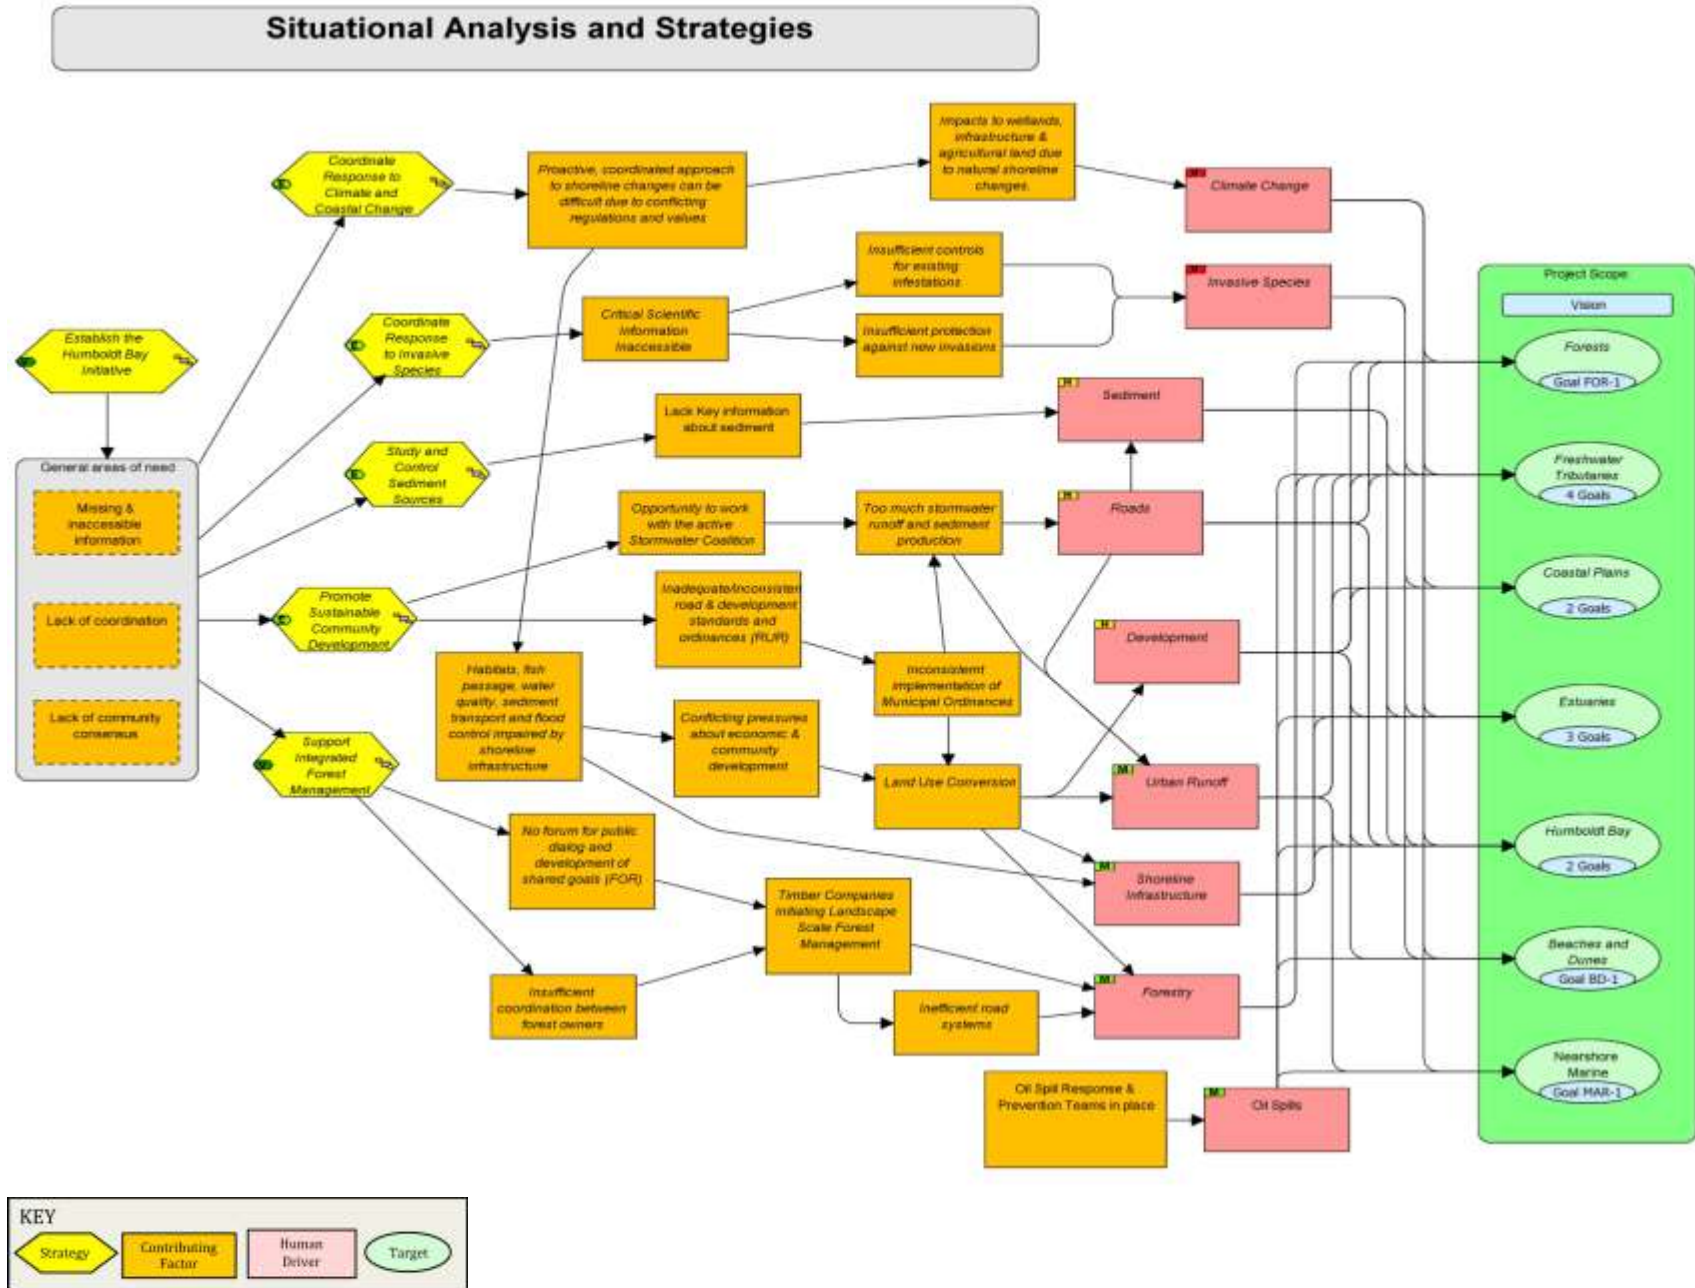 Situational Analysis and Strategies
Coordinate
Response to
Climate and
Coastal Change
Proactive, coordinated approach
to shoreline changes can be
difficult due to conflicting
regulations and values
Impacts to wetlands,
infrastructure &
agricultural land due
to natural shoreline
changes.
Climate Change
Establish the
Humboldt Bay
Initiative
Coordinate
Response
to Invasive
Species
Critical Scientific
Information
Inaccessible
Insufficient controls
for existing
infestations
Insufficient protection
against new invasions
Invasive Species
General areas of need
Missing &
inaccessible
information
Lack of coordination
Lack of community
consensus
Study and
Control
Sediment
Sources
Lack Key information
about sediment
H
Sediment
Opportunity to work
with the active
Stormwater Coalition
Too much stormwater
runoff and sediment
production
H
Roads
Promote
Sustainable
Community
Development
Inadequate/inconsisten
road & development
standards and
ordinances (RUR)
Inconsistemt
implementation of
Municipal Ordinances
H
Development
Habitats, fish
passage, water
quality, sediment
transport and flood
control impaired by
shoreline
infrastructure
Conflicting pressures
about economic &
community
development
Land Use Conversion
M
Urban Runoff
Support
Integrated
Forest
Management
No forum for public
dialog and
development of
shared goals (FOR)
Timber Companies
initiating Landscape
Scale Forest
Management
M
Shoreline
Infrastructure
Insufficient
coordination between
forest owners
Inefficient road
systems
M
Forestry
Oil Spill Response &
Prevention Teams in place
M
Oil Spills
Project Scope
Vision
Forests
Goal FOR-1
Freshwater
Tributaries
4 Goals
Coastal Plains
2 Goals
Estuaries
3 Goals
Humboldt Bay
2 Goals
Beaches and
Dunes
Goal BD-1
Nearshore
Marine
Goal MAR-1
KEY
Strategy
Contributing
Factor
Human
Driver
Target